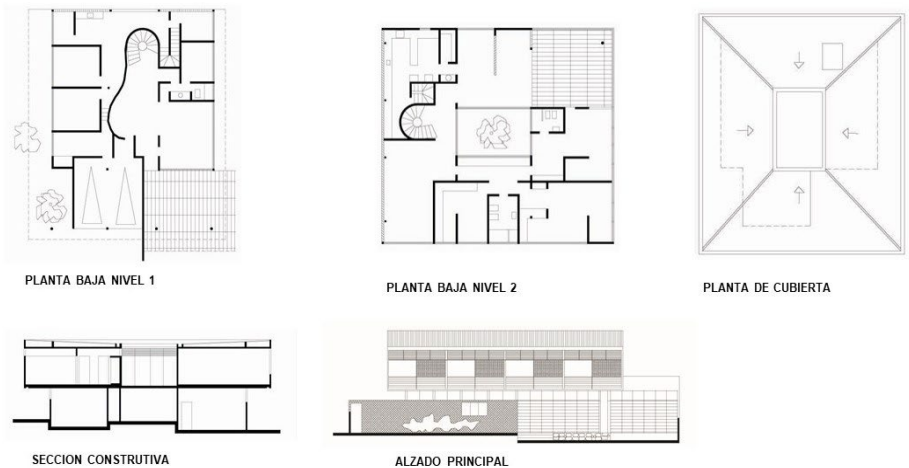 PLANTA BAJA NIVEL 1
PLANTA BAJA NIVEL 2
PLANTA DE CUBIERTA
SECCION CONSTRUTIVA
ALZADO PRINCIPAL